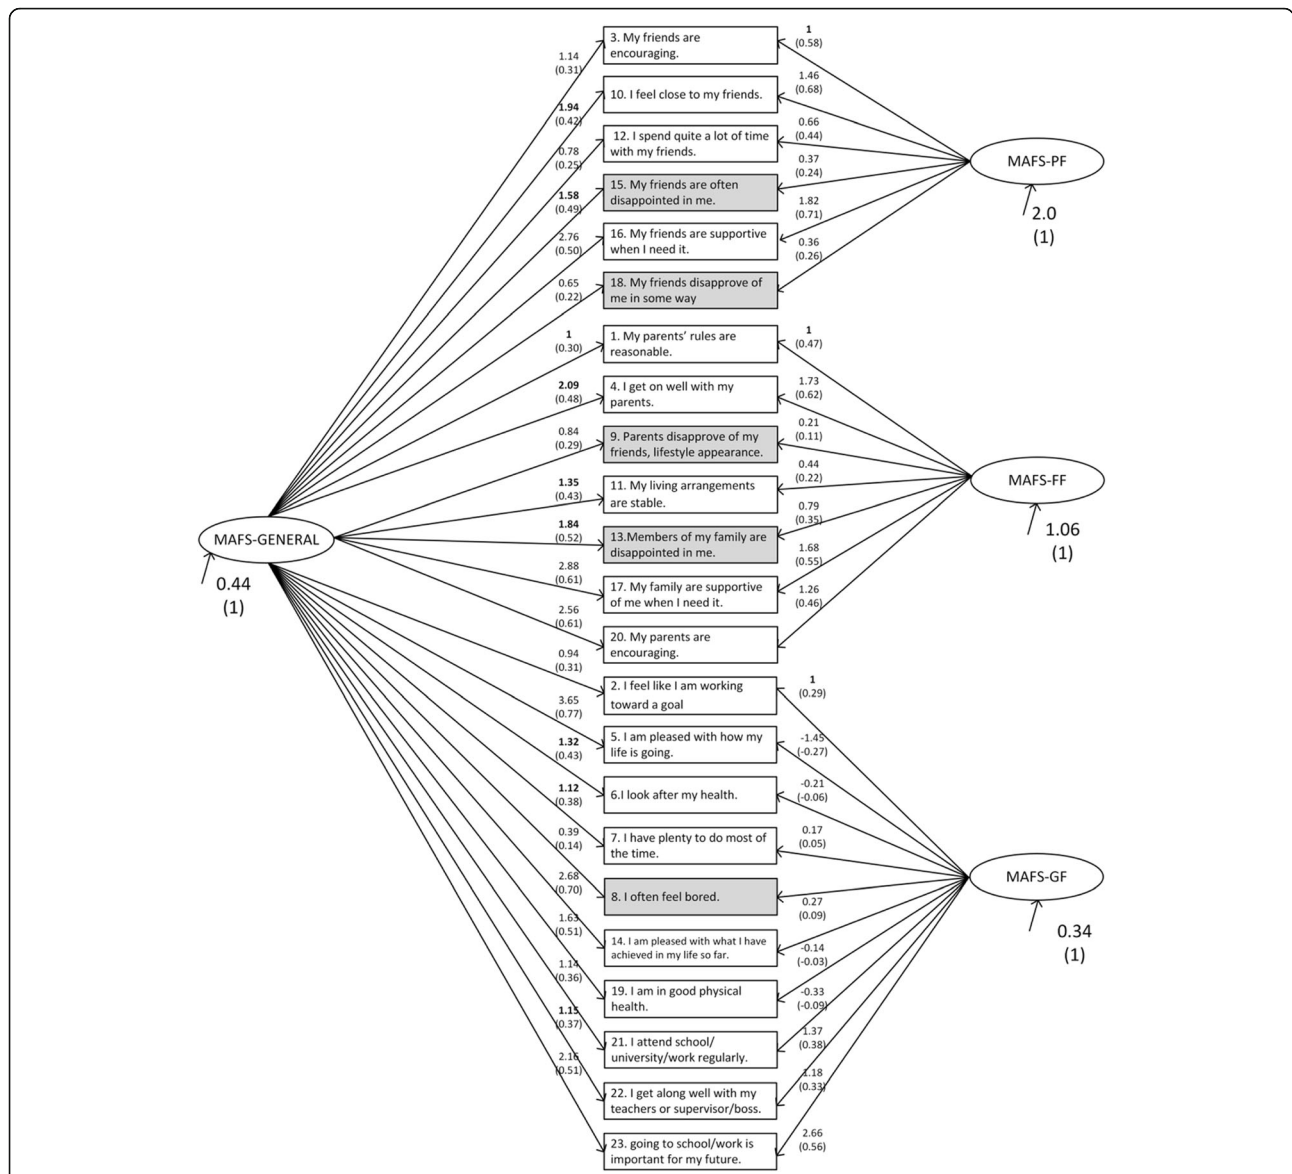 3. My friends are
encouraging.
1
(0.58)
1.14
(0.31)
10. I feel close to my friends.
1.46
(0.68)
1.94
(0.42)
12. I spend quite a lot of time
with my friends.
0.66
(0.44)
0.78
(0.25)
15. My friends are often
disappointed in me.
0.37
(0.24)
MAFS-PF
2.0
(1)
1.58
(0.49)
16. My friends are supportive
when I need it.
1.82
(0.71)
2.76
(0.50)
18. My friends disapprove of
me in some way
0.36
(0.26)
0.65
(0.22)
1. My parents’ rules are
reasonable.
1
(0.47)
1
(0.30)
4. I get on well with my
parents.
1.73
(0.62)
2.09
(0.48)
9. Parents disapprove of my
friends, lifestyle appearance.
0.21
(0.11)
0.84
(0.29)
11. My living arrangements
are stable.
0.44
(0.22)
MAFS-FF
1.06
(1)
1.35
(0.43)
13.Members of my family are
disappointed in me.
0.79
(0.35)
1.84
(0.52)
MAFS-GENERAL
0.44
(1)
17. My family are supportive
of me when I need it.
1.68
(0.55)
2.88
(0.61)
20. My parents are
encouraging.
1.26
(0.46)
2.56
(0.61)
2. I feel like I am working
toward a goal
1
(0.29)
0.94
(0.31)
5. I am pleased with how my
life is going.
-1.45
(-0.27)
3.65
(0.77)
6.I look after my health.
-0.21
(-0.06)
1.32
(0.43)
7. I have plenty to do most of
the time.
0.17
(0.05)
1.12
(0.38)
8. I often feel bored.
0.27
(0.09)
MAFS-GF
0.34
(1)
0.39
(0.14)
14. I am pleased with what I have
achieved in my life so far.
-0.14
(-0.03)
2.68
(0.70)
19. I am in good physical
health.
-0.33
(-0.09)
1.63
(0.51)
21. I attend school/
university/work regularly.
1.37
(0.38)
1.14
(0.36)
22. I get along well with my
teachers or supervisor/boss.
1.18
(0.33)
1.15
(0.37)
23. going to school/work is
important for my future.
2.66
(0.56)
2.16
(0.51)